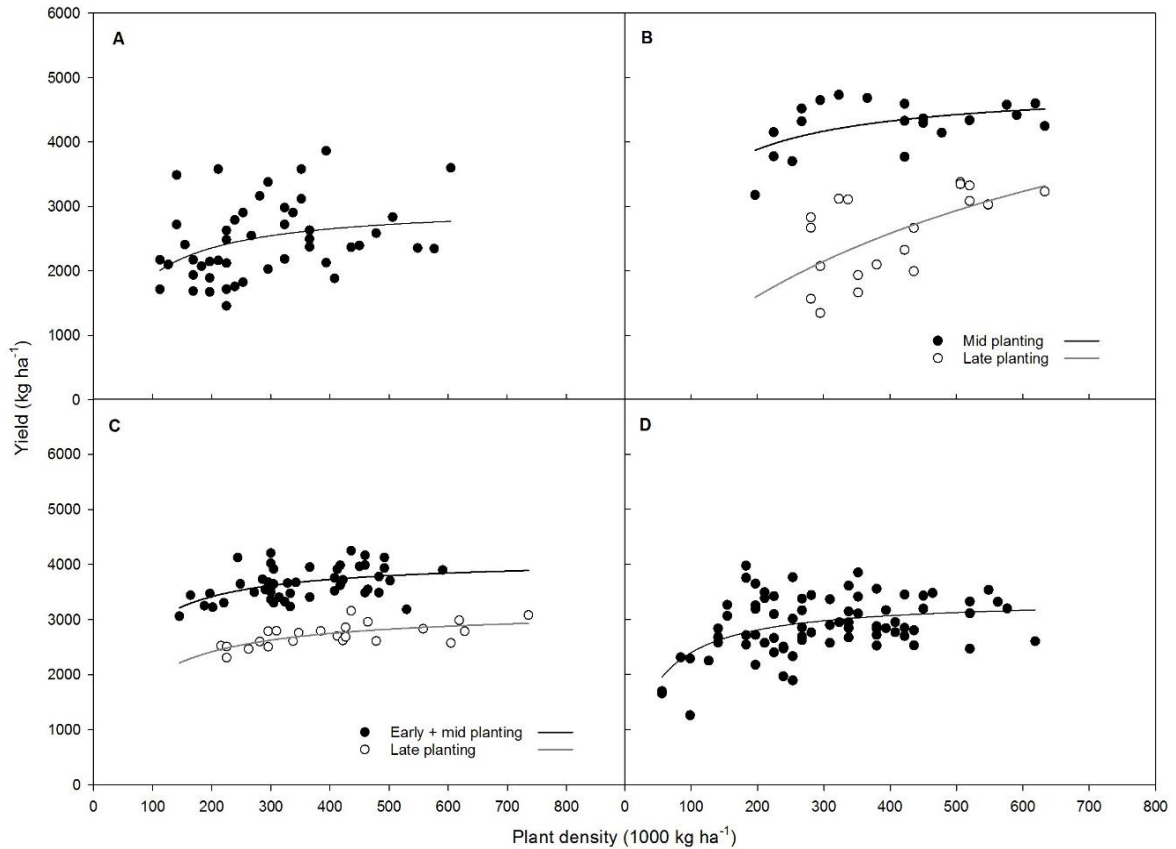 6000
5000
4000
3000
2000
1000
0
A
B
Mid planting
Late planting
Yield (kg ha-1)
6000
5000
4000
3000
2000
1000
0
C
D
Early + mid planting
Late planting
0 100 200 300 400 500 600 700 800
0 100 200 300 400 500 600 700 800
Plant density (1000 kg ha-1)